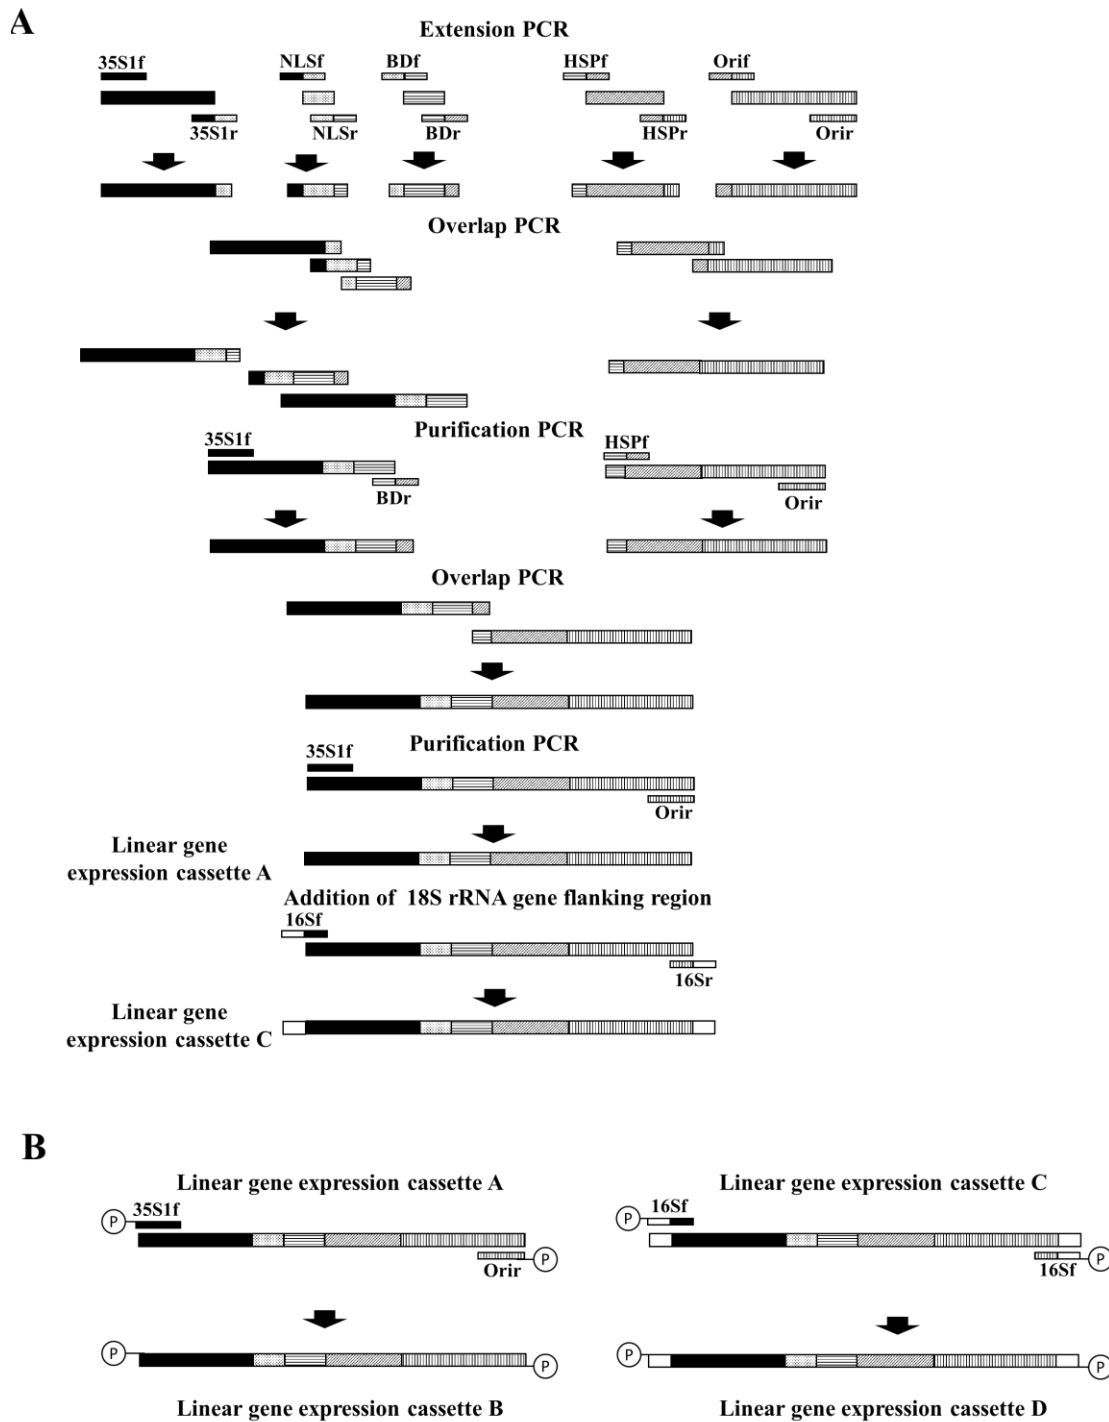 A
Extension PCR
35S1f NLSf BDf HSPf Orif
35S1r NLSr BDr HSPr Orir
Overlap PCR
Purification PCR
35S1f HSPf
BDr Orir
Overlap PCR
Purification PCR
35S1f
Orir
Linear gene
expression cassette A
Addition of 18S rRNA gene flanking region
16Sf
16Sr
Linear gene
expression cassette C
B
Linear gene expression cassette A Linear gene expression cassette C
P 35S1f P 16Sf
Orir P 16Sf P
P P P P
Linear gene expression cassette B Linear gene expression cassette D